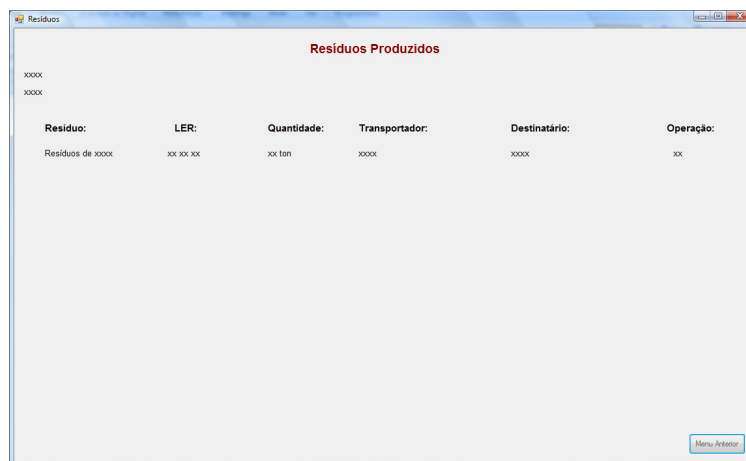 Resíduos
Resíduos Produzidos
xxxx
xxxx
Resíduo: LER: Quantidade: Transportador: Destinatário: Operação:
Resíduos de xxxx xx xx xx xx ton xxxx xxxx xx
Menu Anterior